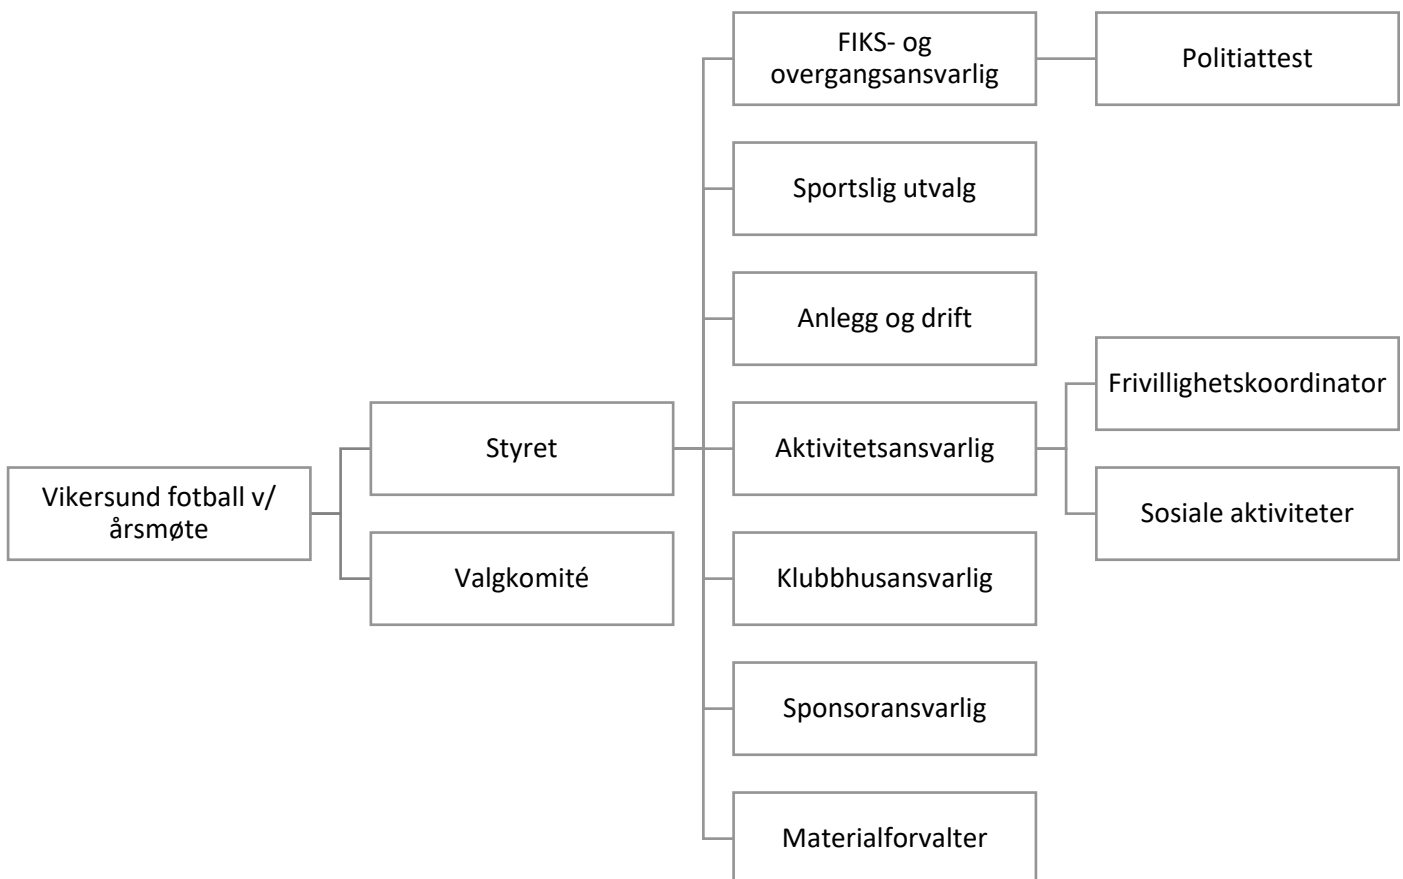 FIKS- og
overgangsansvarlig
Politiattest
Sportslig utvalg
Anlegg og drift
Frivillighetskoordinator
Styret
Aktivitetsansvarlig
Vikersund fotball v/
årsmøte
Sosiale aktiviteter
Valgkomité
Klubbhusansvarlig
Sponsoransvarlig
Materialforvalter